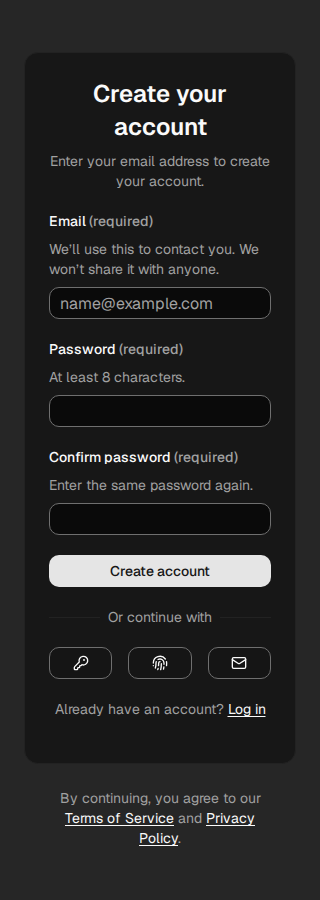 Create your
account
Enter your email address to create
your account.
Email (required)
We'll use this to contact you. We
won't share it with anyone.
name@example.com
Password (required)
At least 8 characters.
Confirm password (required)
Enter the same password again.
Create account
Or continue with
Already have an account? Log in
By continuing, you agree to our
Terms of Service and Privacy
Policy.